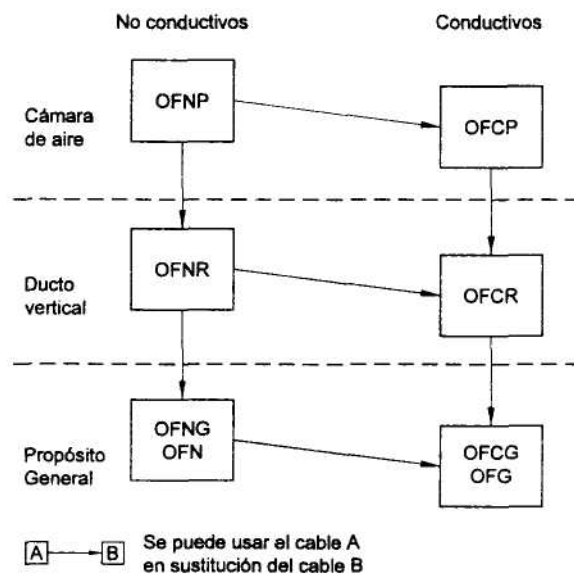 No conductivos
Conductivos
Cámara
de aire
OFNP
OFCP
Ducto
vertical
OFNR
OFCR
Propósito
General
OFNG
OFN
OFCG
OFG
A B
Se puede usar el cable A
en sustitución del cable B